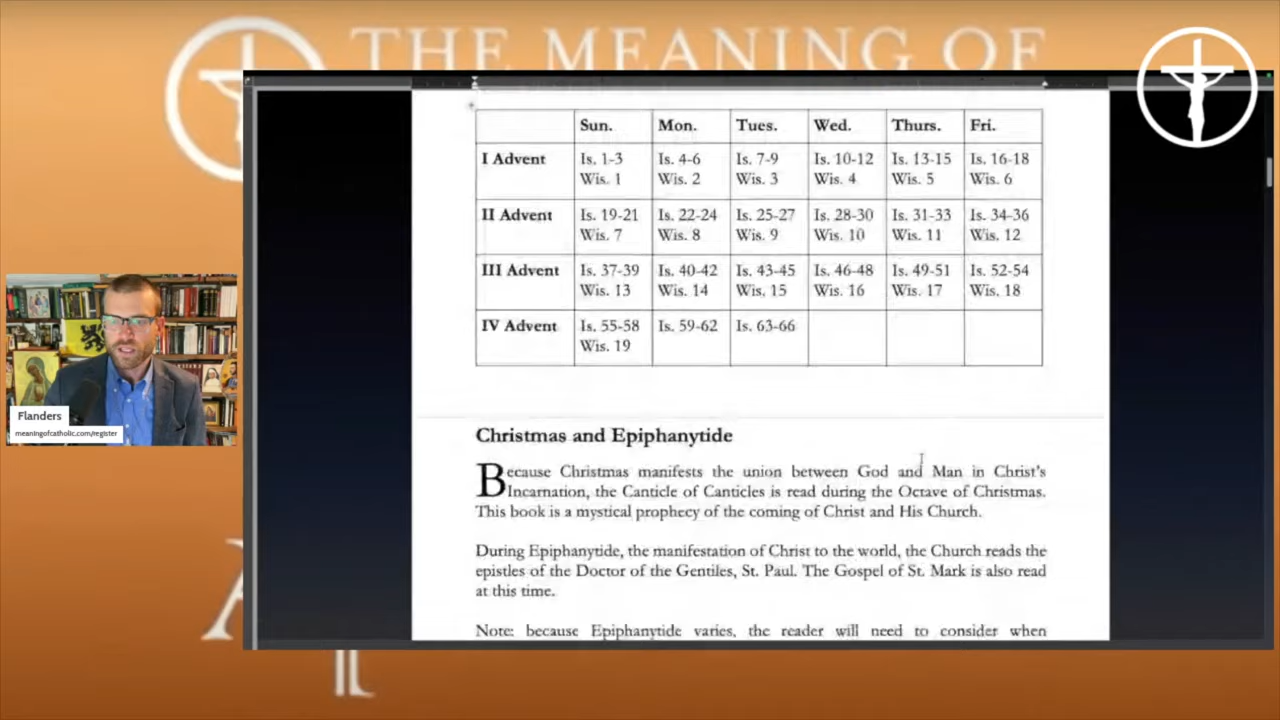 THE MEANING OF
Sun. Mon. Tues. Wed. Thurs. Fri.
I Advent Is. 1-3 Is. 4-6 Is. 7-9 Is. 10-12 Is. 13-15 Is. 16-18
Wis. 1 Wis. 2 Wis. 3 Wis. 4 Wis. 5 Wis. 6
II Advent Is. 19-21 Is. 22-24 Is. 25-27 Is. 28-30 Is. 31-33 Is. 34-36
Wis. 7 Wis. 8 Wis. 9 Wis. 10 Wis. 11 Wis. 12
III Advent Is. 37-39 Is. 40-42 Is. 43-45 Is. 46-48 Is. 49-51 Is. 52-54
Wis. 13 Wis. 14 Wis. 15 Wis. 16 Wis. 17 Wis. 18
IV Advent Is. 55-58 Is. 59-62 Is. 63-66
Wis. 19
Christmas and Epiphanytide
Because Christmas manifests the union between God and Man in Christ's
Incarnation, the Canticle of Canticles is read during the Octave of Christmas.
This book is a mystical prophecy of the coming of Christ and His Church.
During Epiphanytide, the manifestation of Christ to the world, the Church reads the
epistles of the Doctor of the Gentiles, St. Paul. The Gospel of St. Mark is also read
at this time.
Note: because Epiphanytide varies, the reader will need to consider when
Flanders
meaningofcatholic.com/register